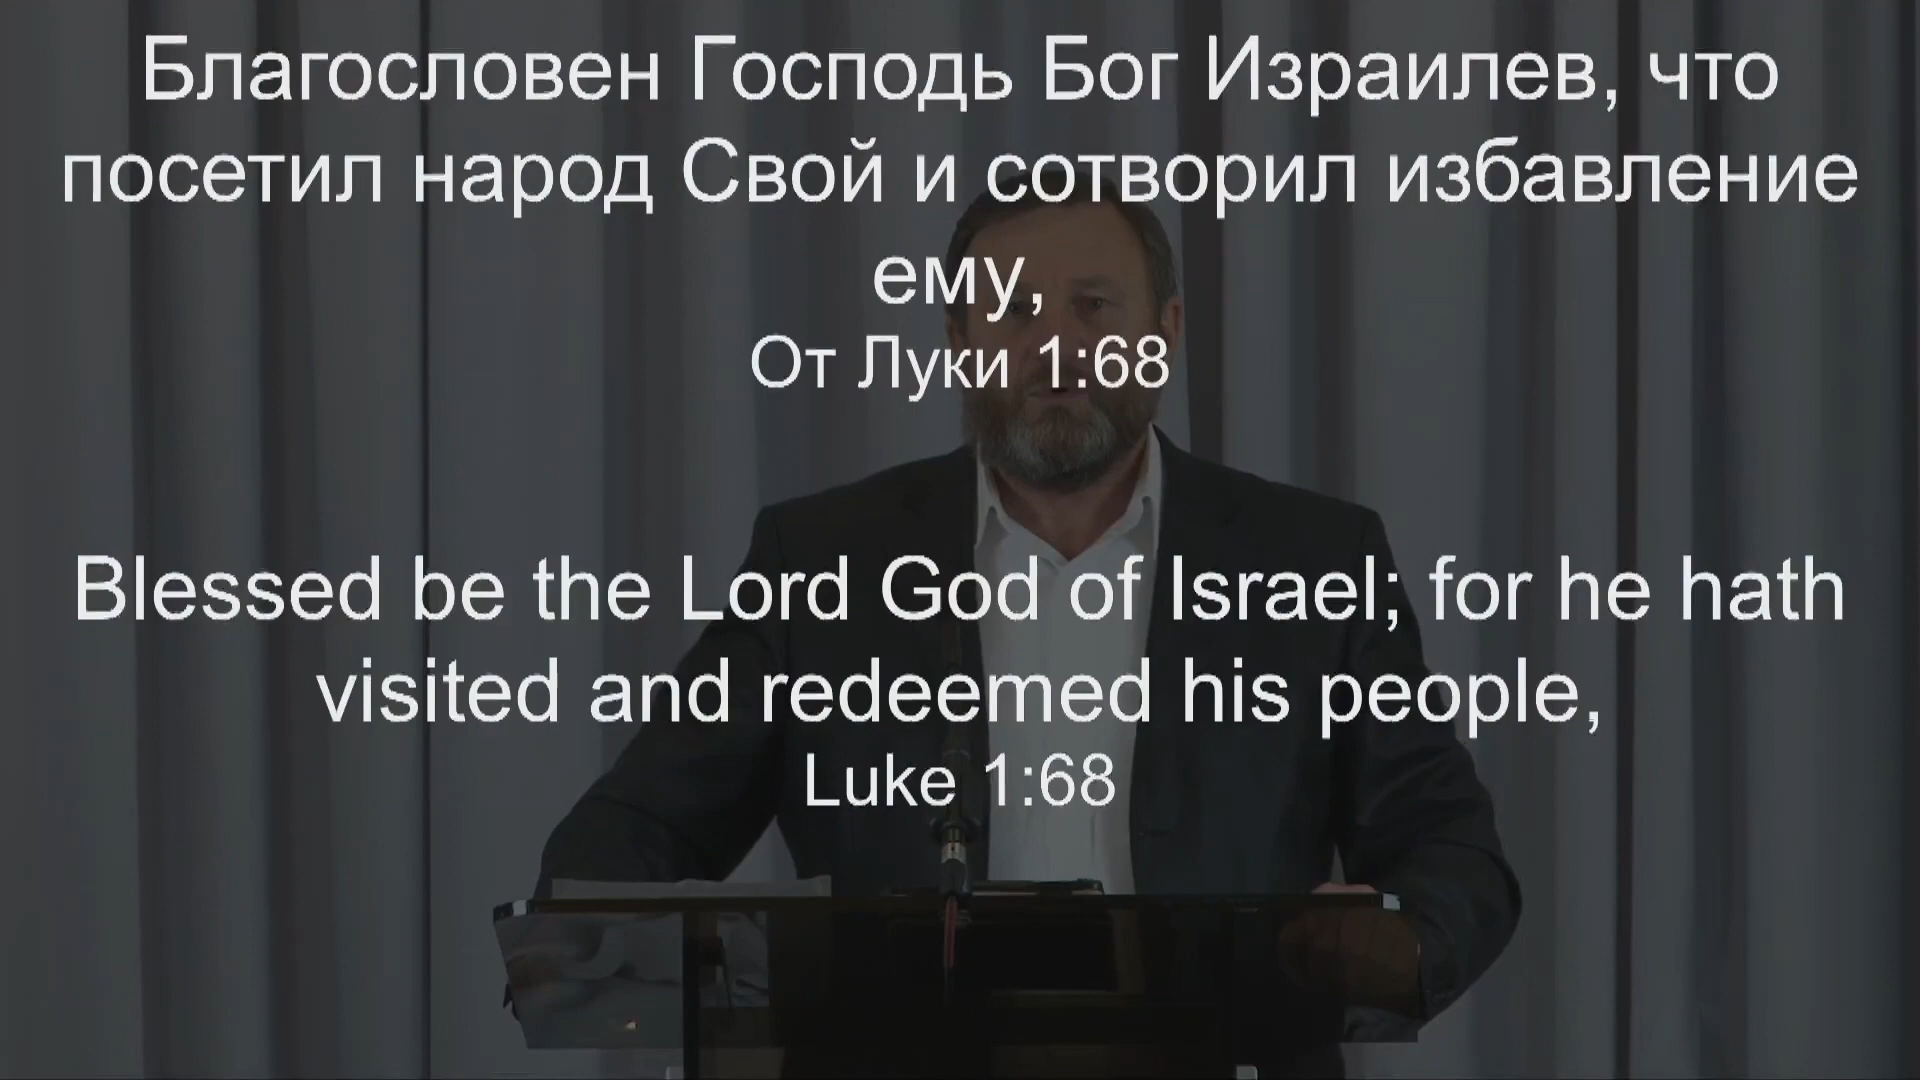 Благословен Господь Бог Израилев, что
посетил народ Свой и сотворил избавление
ему,
От Луки 1:68
Blessed be the Lord God of Israel; for he hath
visited and redeemed his people,
Luke 1:68